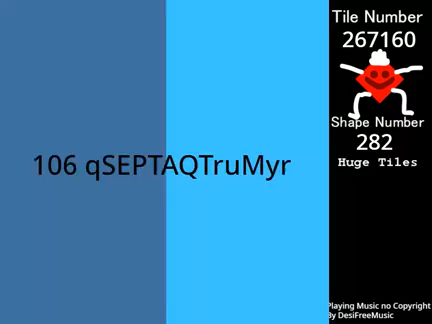 106 qSEPTAQTruMyr
Tile Number
267160
Shape Number
282
Huge Tiles
Playing Music no Copyright
By DesiFreeMusic